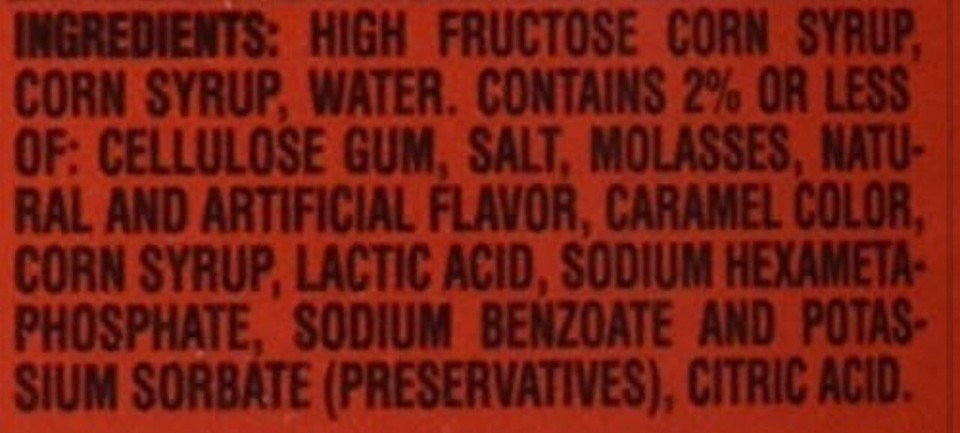 INGREDIENTS: HIGH FRUCTOSE CORN SYRUP,
CORN SYRUP, WATER. CONTAINS 2% OR LESS
OF: CELLULOSE GUM, SALT, MOLASSES, NATU-
RAL AND ARTIFICIAL FLAVOR, CARAMEL COLOR,
CORN SYRUP, LACTIC ACID, SODIUM HEXAMETA-
PHOSPHATE, SODIUM BENZOATE AND POTAS-
SIUM SORBATE (PRESERVATIVES), CITRIC ACID.